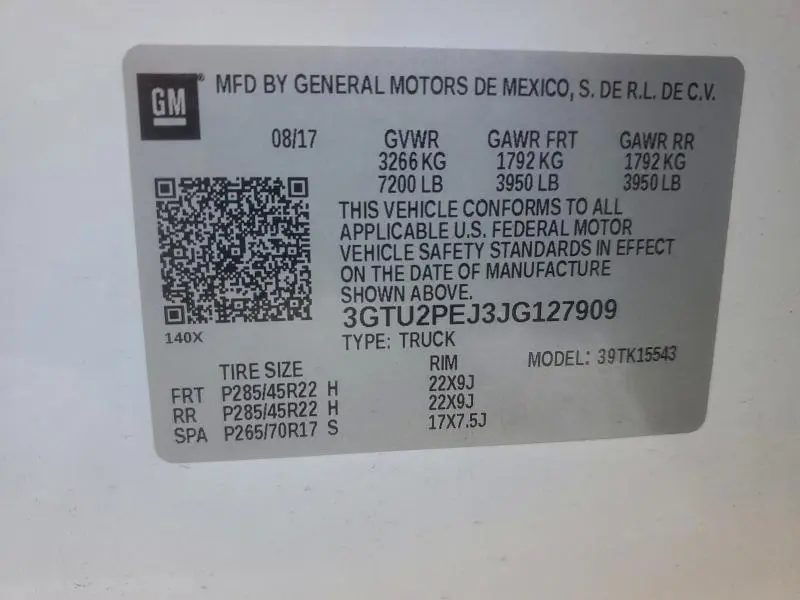 GM® MFD BY GENERAL MOTORS DE MEXICO, S. DE R.L. DE C.V.
08/17 GVWR GAWR FRT GAWR RR
3266 KG 1792 KG 1792 KG
7200 LB 3950 LB 3950 LB
THIS VEHICLE CONFORMS TO ALL
APPLICABLE U.S. FEDERAL MOTOR
VEHICLE SAFETY STANDARDS IN EFFECT
ON THE DATE OF MANUFACTURE
SHOWN ABOVE.
3GTU2PEJ3JG127909
140X TYPE: TRUCK
TIRE SIZE RIM MODEL: 39TK15543
FRT P285/45R22 H 22X9J
RR P285/45R22 H 22X9J
SPA P265/70R17 S 17X7.5J